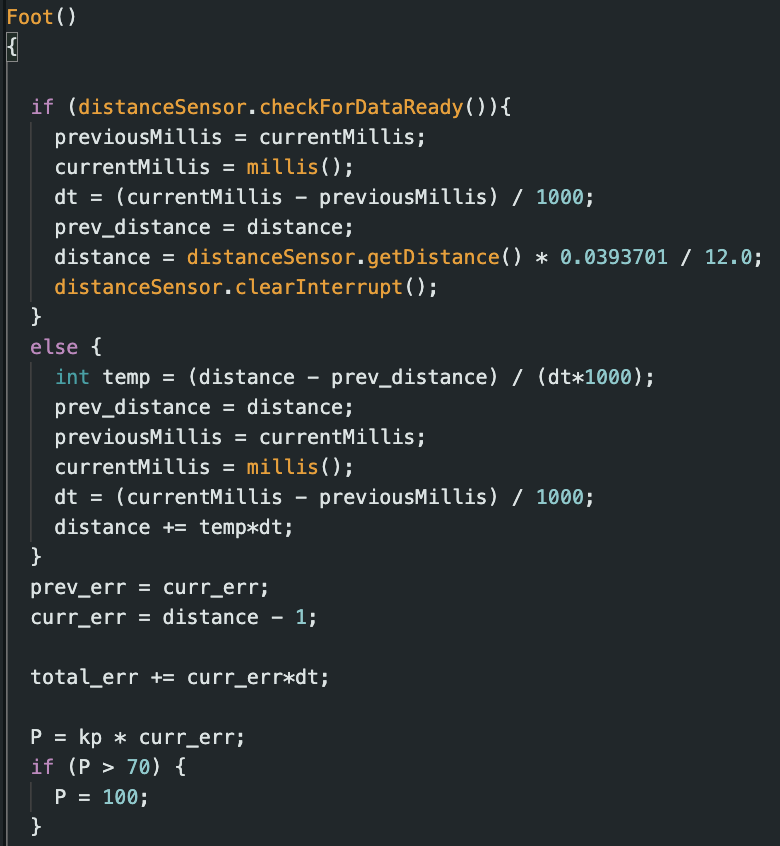 Foot()
{
if (distanceSensor.checkForDataReady()){
previousMillis = currentMillis;
currentMillis = millis();
dt = (currentMillis - previousMillis) / 1000;
prev_distance = distance;
distance = distanceSensor.getDistance() * 0.0393701 / 12.0;
distanceSensor.clearInterrupt();
}
else {
int temp = (distance - prev_distance) / (dt*1000);
prev_distance = distance;
previousMillis = currentMillis;
currentMillis = millis();
dt = (currentMillis - previousMillis) / 1000;
distance += temp*dt;
}
prev_err = curr_err;
curr_err = distance - 1;
total_err += curr_err*dt;
P = kp * curr_err;
if (P > 70) {
P = 100;
}